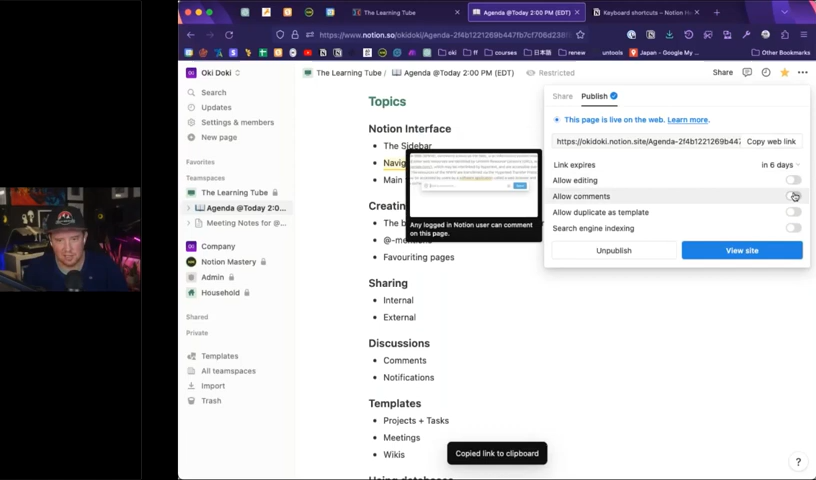 The Learning Tube
Agenda @Today 2:00 PM (EDT)
Keyboard shortcuts – Notion H
https://www.notion.so/okidoki/Agenda-2f4b1221269b447fb7cf706d238f
oki
ff
courses
日本語
renew
untools
Japan - Google My ...
Other Bookmarks
Oki Doki
The Learning Tube / Agenda @Today 2:00 PM (EDT)
Restricted
Share
Search
Updates
Settings & members
New page
Favorites
Teamspaces
The Learning Tube
Agenda @Today 2:0...
Meeting Notes for @...
Company
Notion Mastery
Admin
Household
Shared
Private
Templates
All teamspaces
Import
Trash
Topics
Notion Interface
The Sidebar
Navig
Main
Creatin
The b
@-ment
Favouriting pages
Sharing
Internal
External
Discussions
Comments
Notifications
Templates
Projects + Tasks
Meetings
Wikis
Any logged in Notion user can comment
on this page.
Share
Publish
This page is live on the web. Learn more.
https://okidoki.notion.site/Agenda-2f4b1221269b447
Copy web link
Link expires
in 6 days
Allow editing
Allow comments
Allow duplicate as template
Search engine indexing
Unpublish
View site
Copied link to clipboard
?